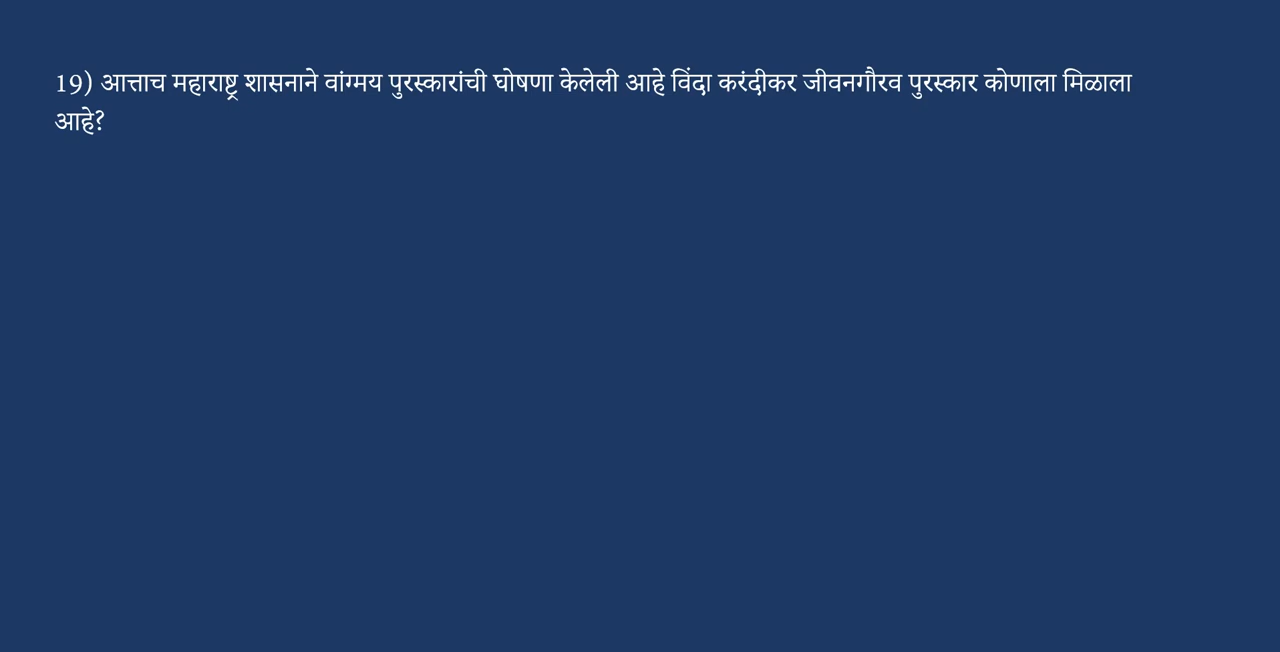 19) आत्ताच महाराष्ट्र शासनाने वांग्मय पुरस्कारांची घोषणा केलेली आहे विंदा करंदीकर जीवनगौरव पुरस्कार कोणाला मिळाला
आहे?